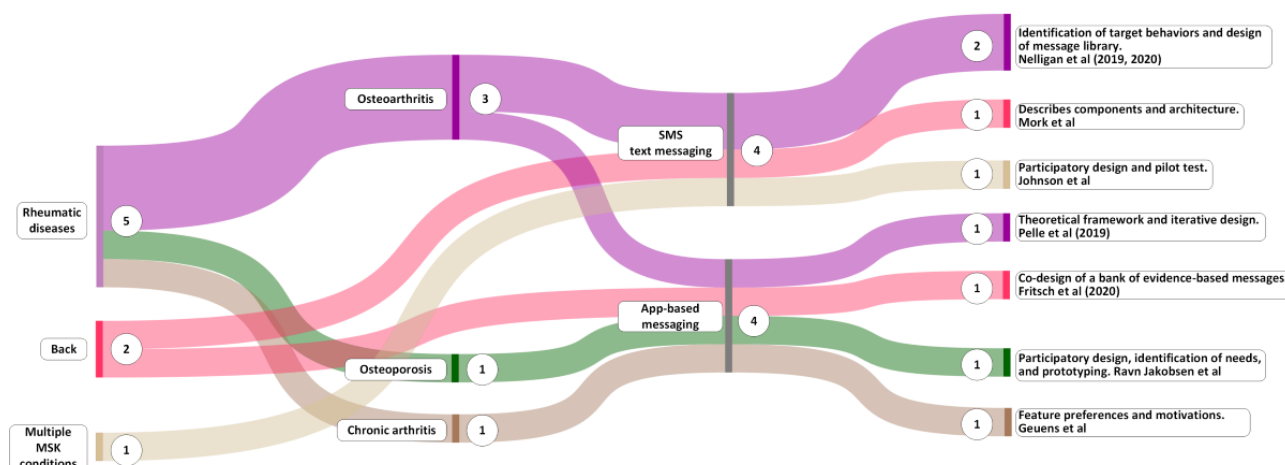 Rheumatic
diseases
5
Back
2
Multiple
MSK
conditions
1
Osteoarthritis
3
Osteoporosis
1
Chronic arthritis
1
SMS
text messaging
4
App-based
messaging
4
2
Identification of target behaviors and design
of message library.
Nelligan et al (2019, 2020)
1
Describes components and architecture.
Mork et al
1
Participatory design and pilot test.
Johnson et al
1
Theoretical framework and iterative design.
Pelle et al (2019)
1
Co-design of a bank of evidence-based messages
Fritsch et al (2020)
1
Participatory design, identification of needs,
and prototyping. Ravn Jakobsen et al
1
Feature preferences and motivations.
Geuens et al